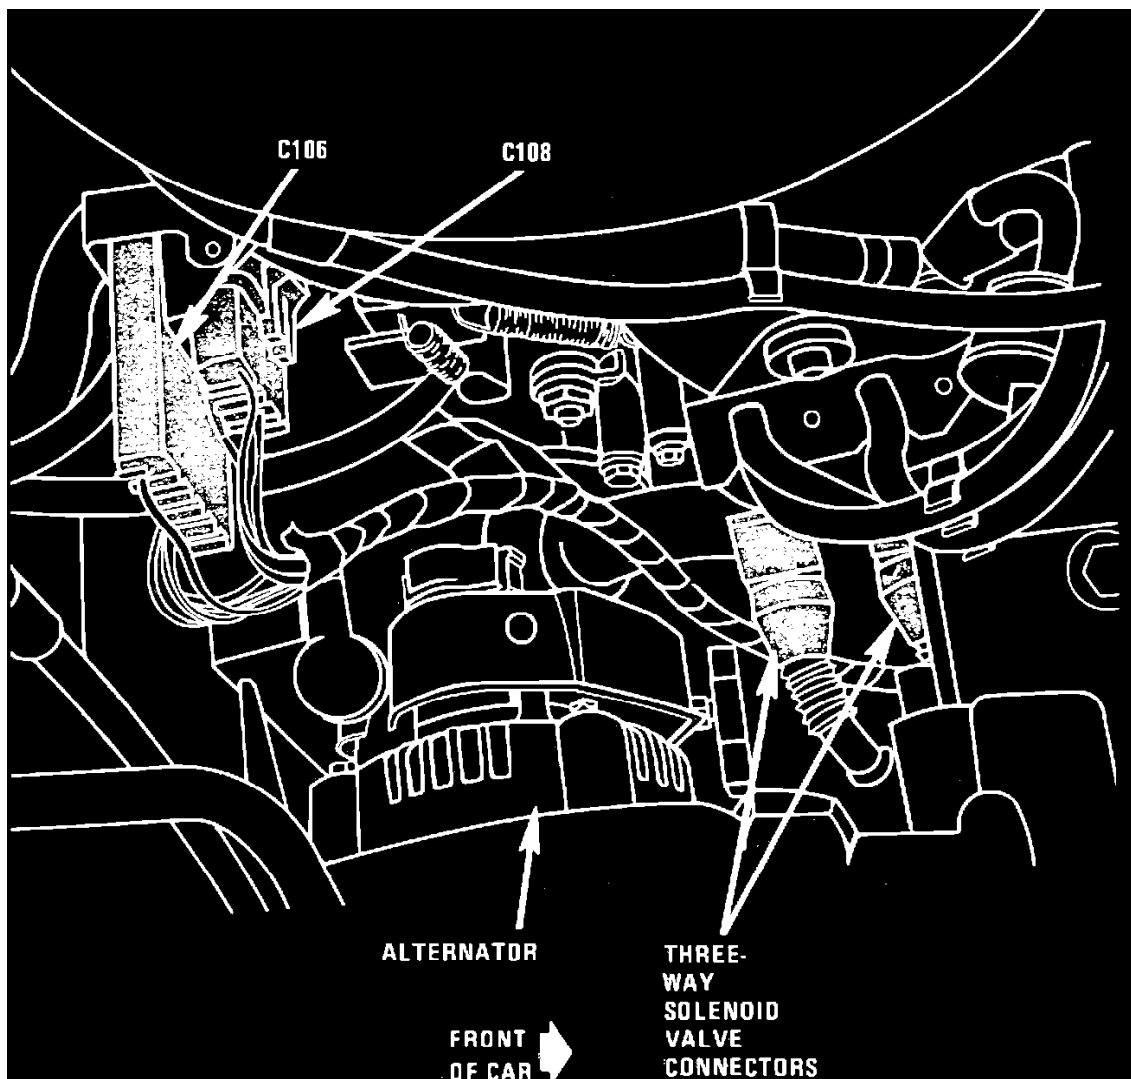 C106
C108
ALTERNATOR
THREE-
WAY
SOLENOID
VALVE
CONNECTORS
FRONT
OF CAR